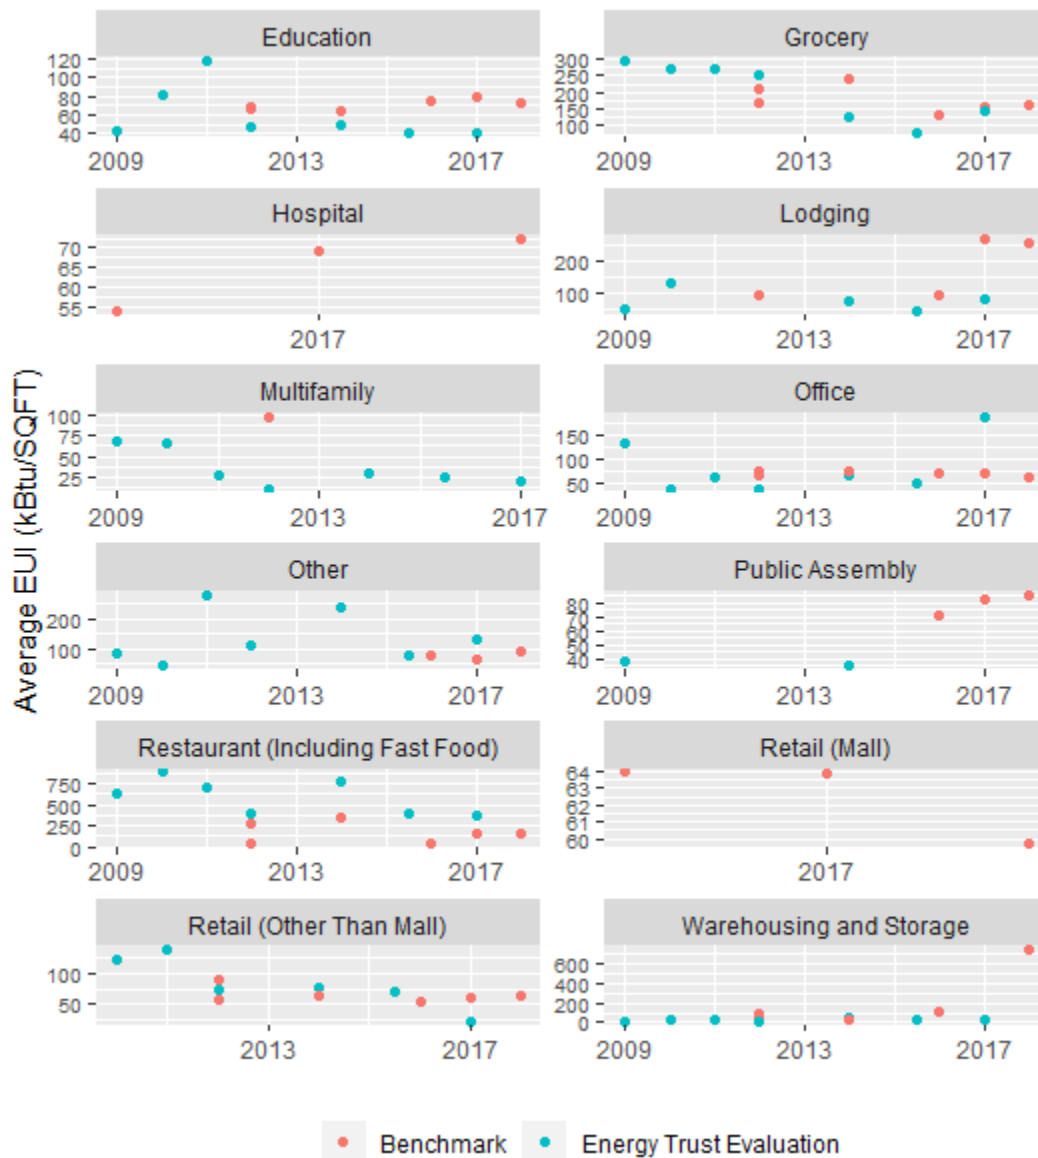 Average EUI (kBtu/SQFT)
Education
120
100
80
60
40
2009 2013 2017
Grocery
300
250
200
150
100
2009 2013 2017
Hospital
70
65
60
55
2017
Lodging
200
100
2009 2013 2017
Multifamily
100
75
50
25
2009 2013 2017
Office
150
100
50
2009 2013 2017
Other
200
100
2009 2013 2017
Public Assembly
80
70
60
50
40
2009 2013 2017
Restaurant (Including Fast Food)
750
500
250
0
2009 2013 2017
Retail (Mall)
64
63
62
61
60
2017
Retail (Other Than Mall)
100
50
2013 2017
Warehousing and Storage
600
400
200
0
2009 2013 2017
Benchmark Energy Trust Evaluation